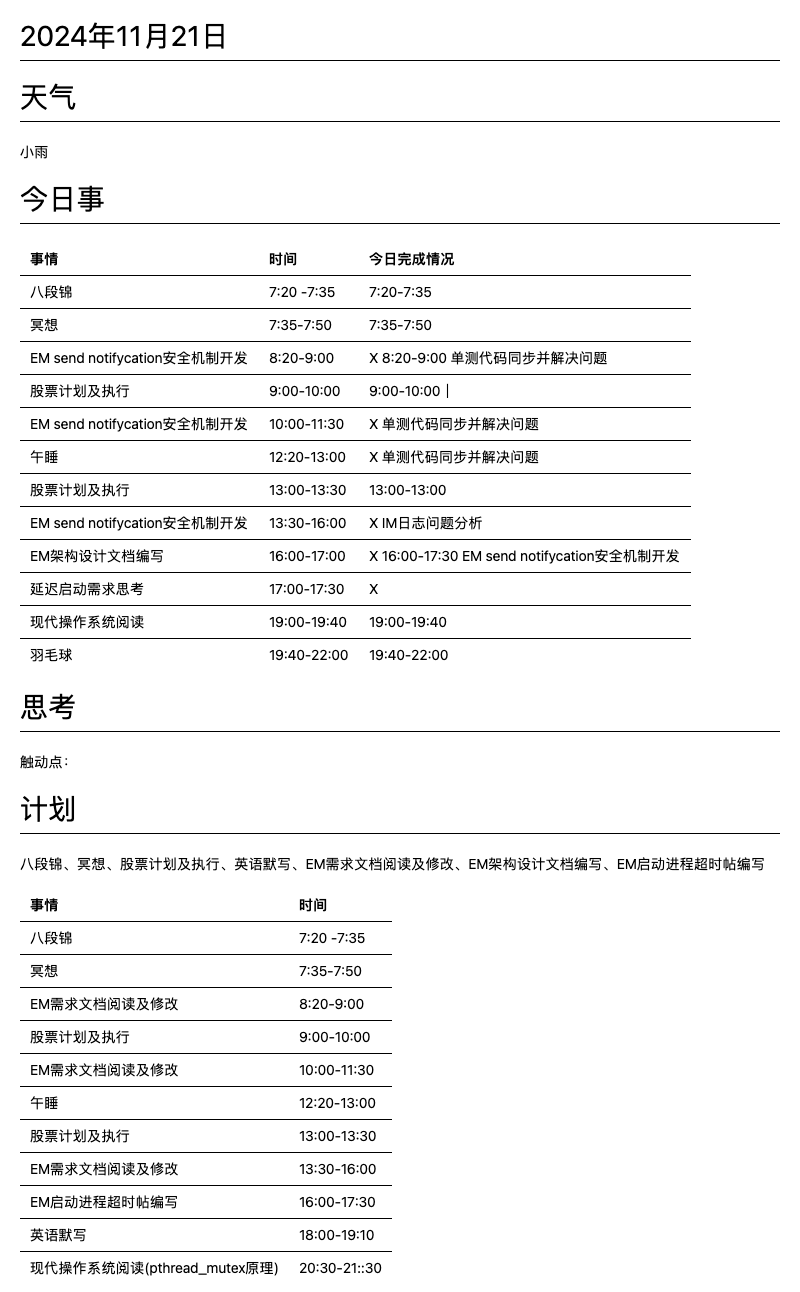 2024年11月21日
天气
小雨
今日事
事情 时间 今日完成情况
八段锦 7:20 -7:35 7:20-7:35
冥想 7:35-7:50 7:35-7:50
EM send notifycation安全机制开发 8:20-9:00 X 8:20-9:00 单测代码同步并解决问题
股票计划及执行 9:00-10:00 9:00-10:00 |
EM send notifycation安全机制开发 10:00-11:30 X 单测代码同步并解决问题
午睡 12:20-13:00 X 单测代码同步并解决问题
股票计划及执行 13:00-13:30 13:00-13:00
EM send notifycation安全机制开发 13:30-16:00 X IM日志问题分析
EM架构设计文档编写 16:00-17:00 X 16:00-17:30 EM send notifycation安全机制开发
延迟启动需求思考 17:00-17:30 X
现代操作系统阅读 19:00-19:40 19:00-19:40
羽毛球 19:40-22:00 19:40-22:00
思考
触动点：
计划
八段锦、冥想、股票计划及执行、英语默写、EM需求文档阅读及修改、EM架构设计文档编写、EM启动进程超时帖编写
事情 时间
八段锦 7:20 -7:35
冥想 7:35-7:50
EM需求文档阅读及修改 8:20-9:00
股票计划及执行 9:00-10:00
EM需求文档阅读及修改 10:00-11:30
午睡 12:20-13:00
股票计划及执行 13:00-13:30
EM需求文档阅读及修改 13:30-16:00
EM启动进程超时帖编写 16:00-17:30
英语默写 18:00-19:10
现代操作系统阅读(pthread_mutex原理) 20:30-21::30